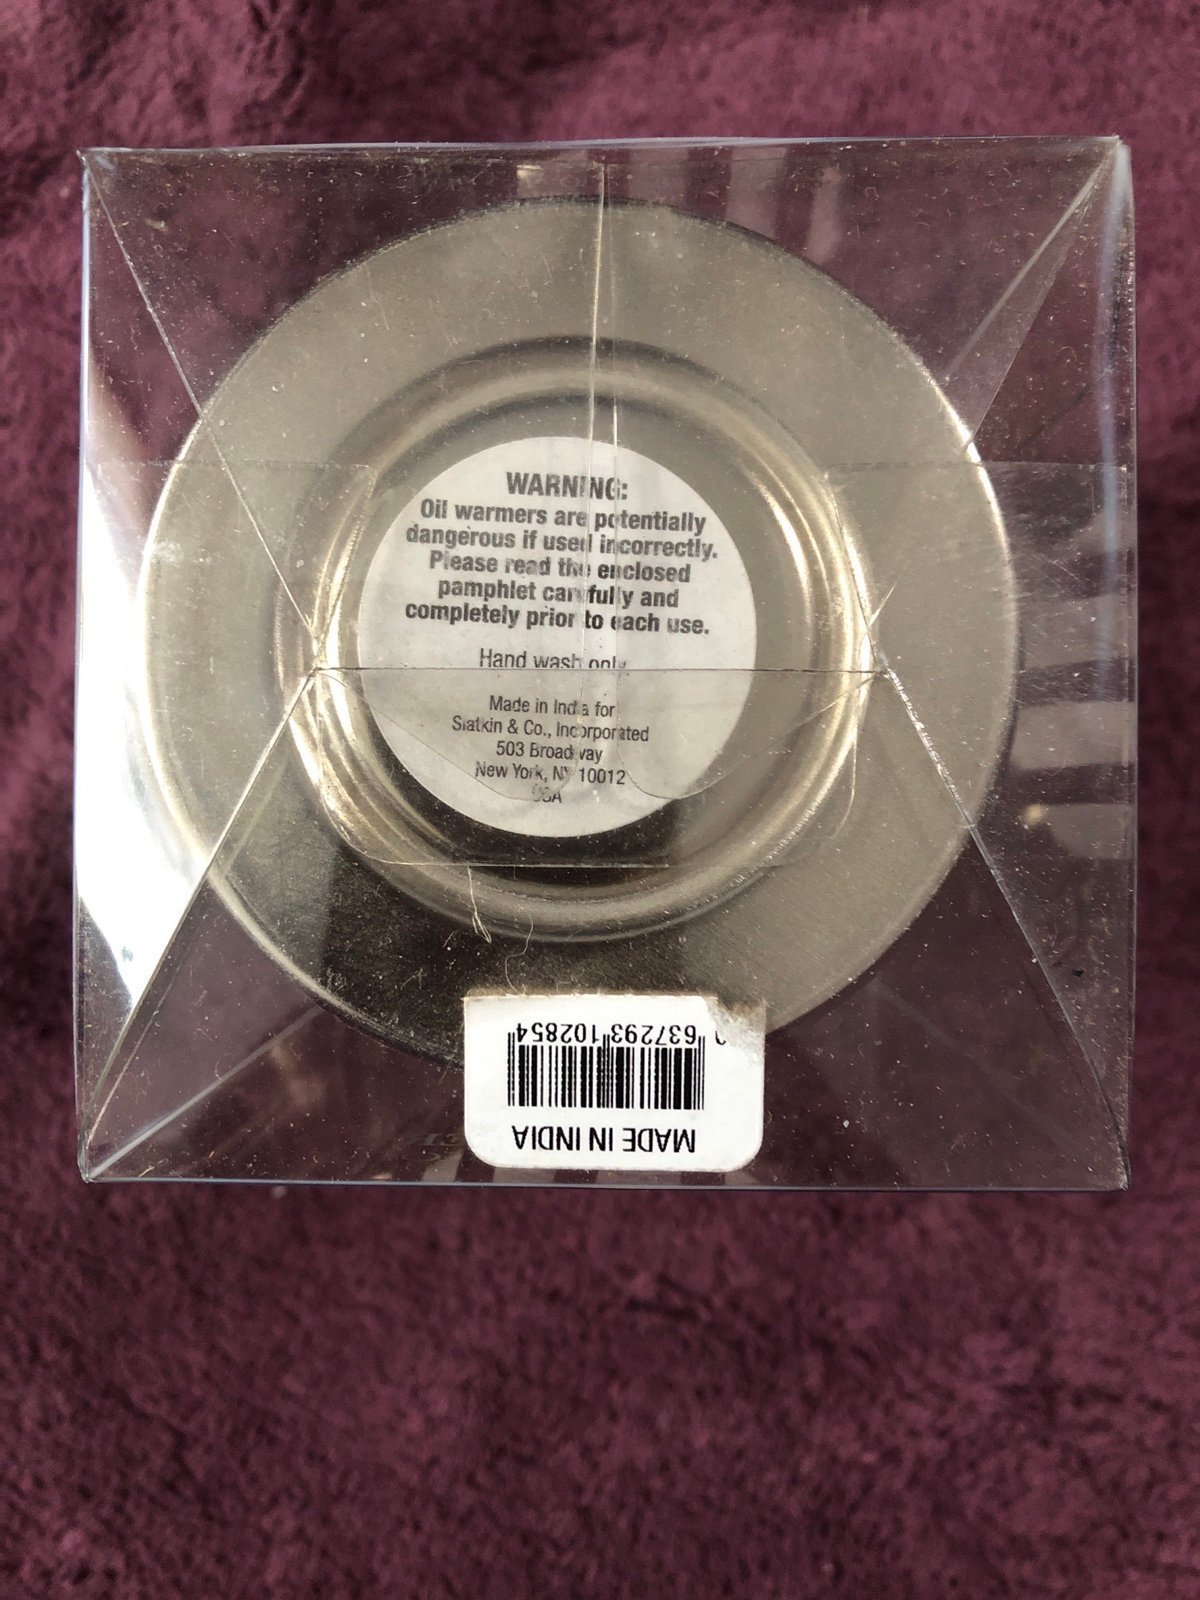 WARNING:
Oil warmers are potentially
dangerous if used incorrectly.
Please read the enclosed
pamphlet carefully and
completely prior to each use.
Hand wash only
Made in India for
Slatkin & Co., Incorporated
503 Broadway
New York, NY 10012
USA
MADE IN INDIA
637293 102854